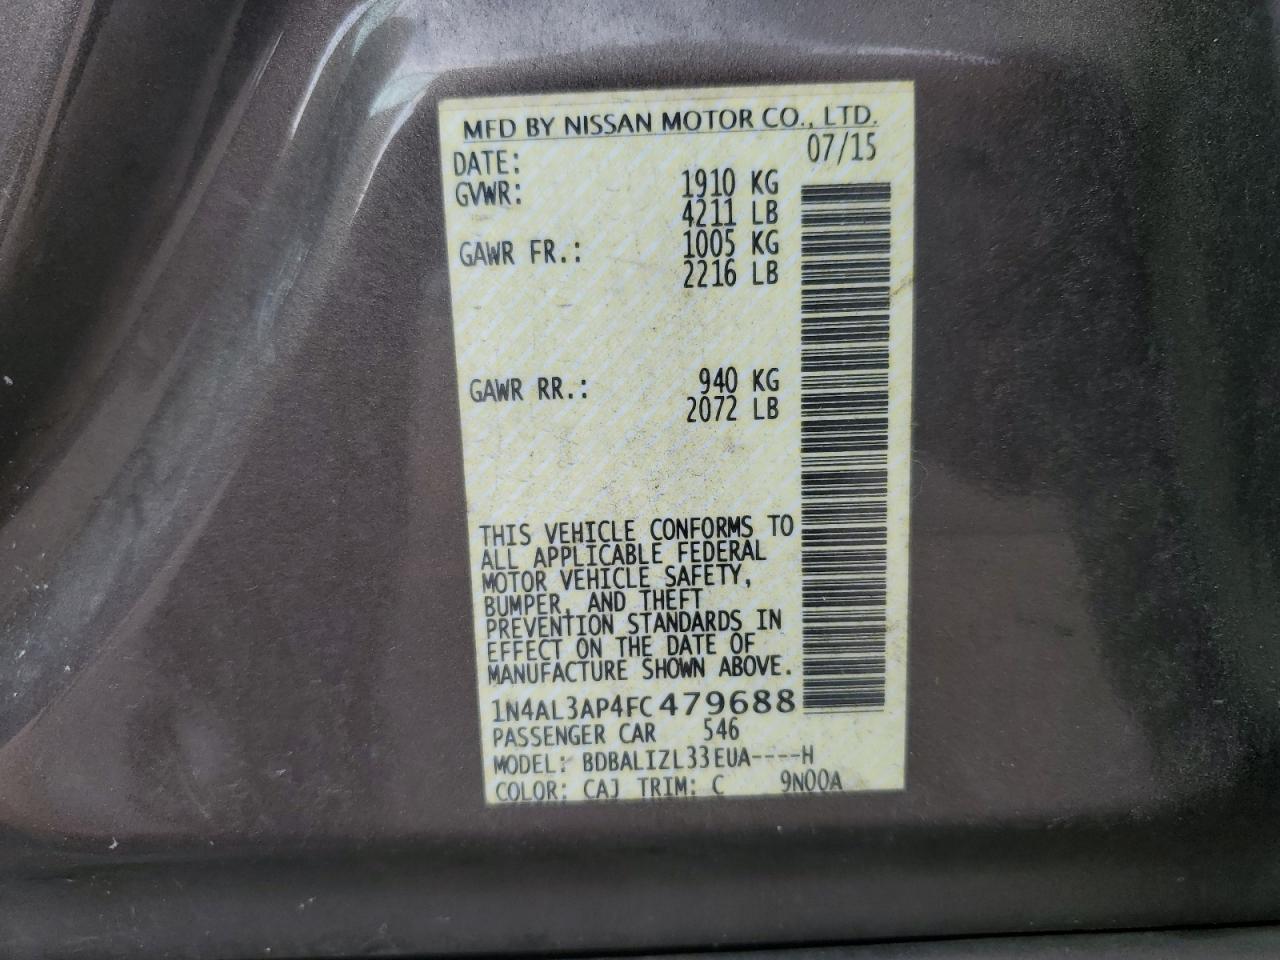 MFD BY NISSAN MOTOR CO., LTD.
DATE: 07/15
GVWR: 1910 KG
4211 LB
GAWR FR.: 1005 KG
2216 LB
GAWR RR.: 940 KG
2072 LB
THIS VEHICLE CONFORMS TO
ALL APPLICABLE FEDERAL
MOTOR VEHICLE SAFETY,
BUMPER, AND THEFT
PREVENTION STANDARDS IN
EFFECT ON THE DATE OF
MANUFACTURE SHOWN ABOVE.
1N4AL3AP4FC479688
PASSENGER CAR 546
MODEL: BDBALIZL33EUA----H
COLOR: CAJ TRIM: C 9N00A